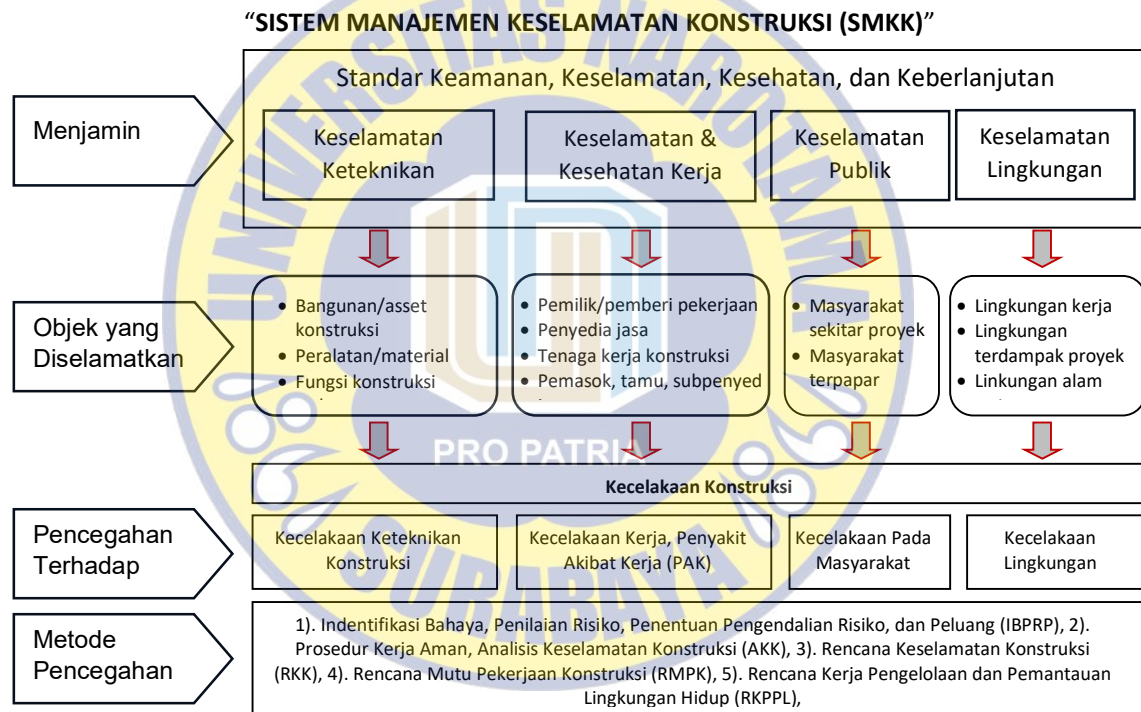 “SISTEM MANAJEMEN KESELAMATAN KONSTRUKSI (SMKK)”
Menjamin
Standar Keamanan, Keselamatan, Kesehatan, dan Keberlanjutan
Keselamatan
Keteknikan
Keselamatan &
Kesehatan Kerja
Keselamatan
Publik
Keselamatan
Lingkungan
Objek yang
Diselamatkan
• Bangunan/asset
konstruksi
• Peralatan/material
• Fungsi konstruksi
• Pemilik/pemberi pekerjaan
• Penyedia jasa
• Tenaga kerja konstruksi
• Pemasok, tamu, subpenyed
• Masyarakat
sekitar proyek
• Masyarakat
terpapar
• Lingkungan kerja
• Lingkungan
terdampak proyek
• Linkungan alam
Kecelakaan Konstruksi
Pencegahan
Terhadap
Kecelakaan Keteknikan
Konstruksi
Kecelakaan Kerja, Penyakit
Akibat Kerja (PAK)
Kecelakaan Pada
Masyarakat
Kecelakaan
Lingkungan
Metode
Pencegahan
1). Indentifikasi Bahaya, Penilaian Risiko, Penentuan Pengendalian Risiko, dan Peluang (IBPRP), 2).
Prosedur Kerja Aman, Analisis Keselamatan Konstruksi (AKK), 3). Rencana Keselamatan Konstruksi
(RKK), 4). Rencana Mutu Pekerjaan Konstruksi (RMPK), 5). Rencana Kerja Pengelolaan dan Pemantauan
Lingkungan Hidup (RKPPL),
UNIVERSITAS NAROTAMA
PRO PATRIA
SURABAYA